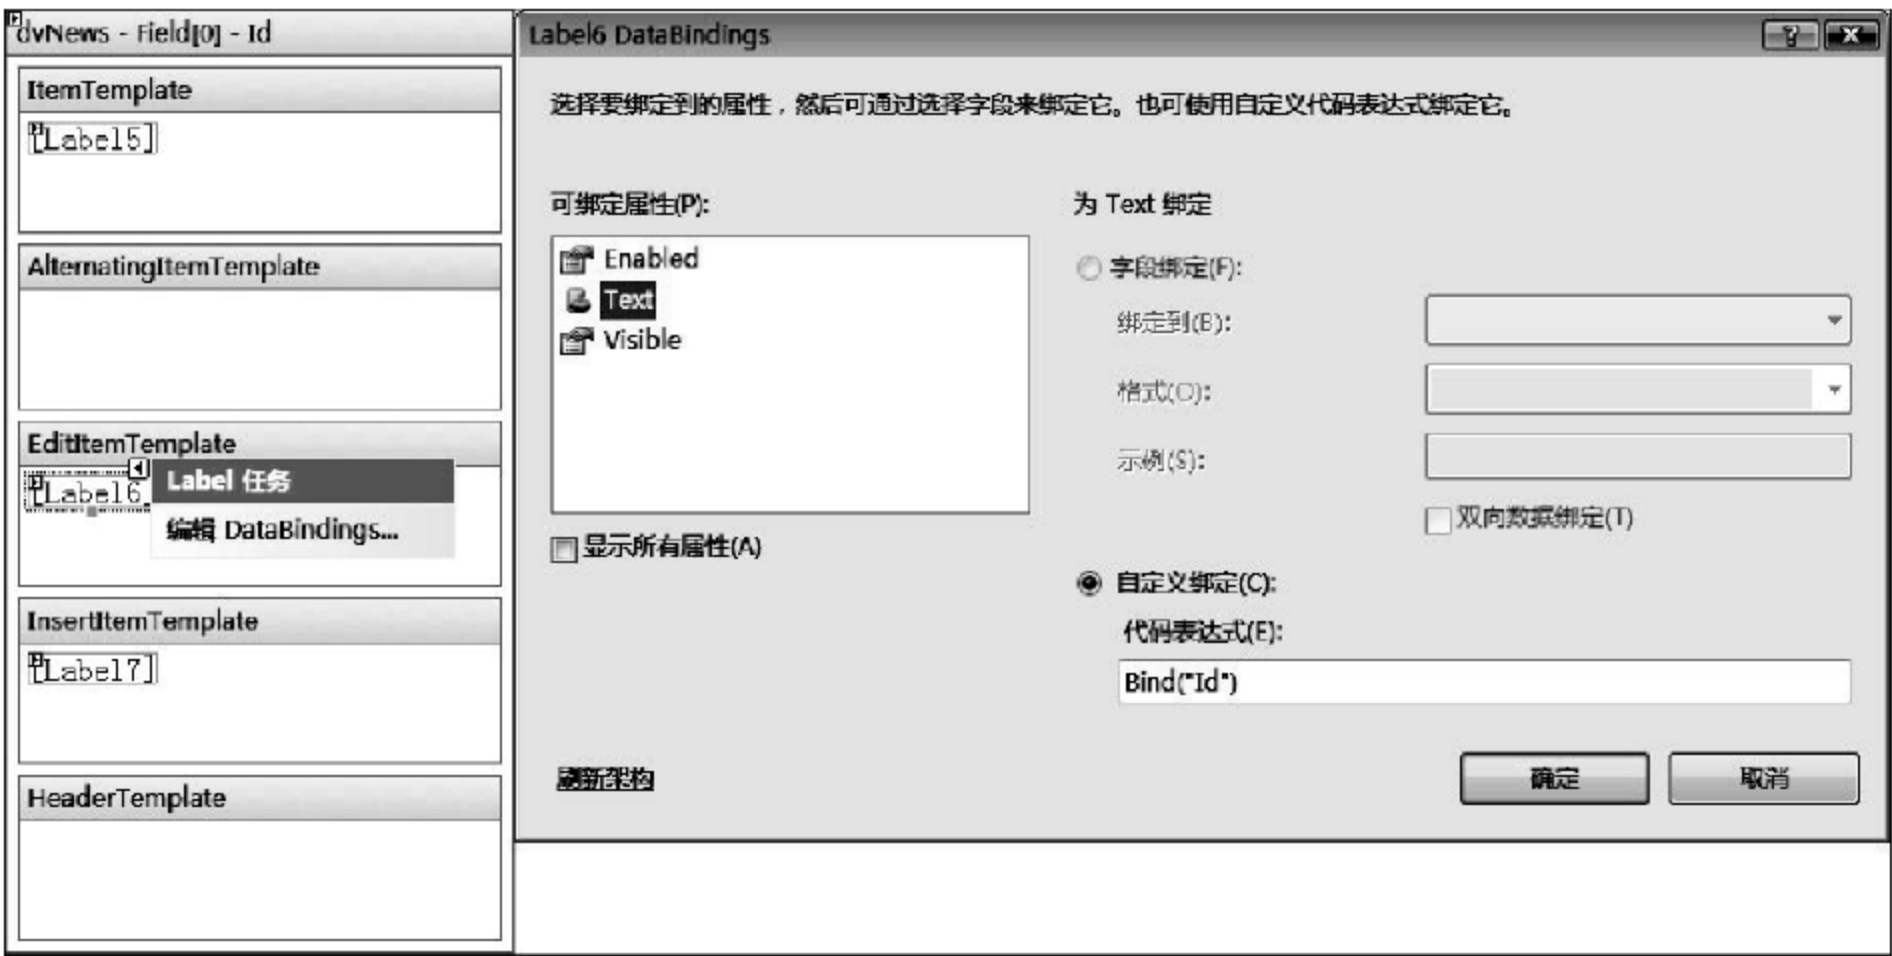 dvNews - Field[0] - Id
ItemTemplate
[Label5]
AlternatingItemTemplate
EditItemTemplate
[Label6
Label 任务
编辑 DataBindings...
InsertItemTemplate
[Label7]
HeaderTemplate
Label6 DataBindings
选择要绑定到的属性，然后可通过选择字段来绑定它。也可使用自定义代码表达式绑定它。
可绑定属性(P):
Enabled
Text
Visible
显示所有属性(A)
为 Text 绑定
字段绑定(F):
绑定到(B):
格式(O):
示例(S):
双向数据绑定(T)
自定义绑定(C):
代码表达式(E):
Bind("Id")
刷新架构
确定
取消